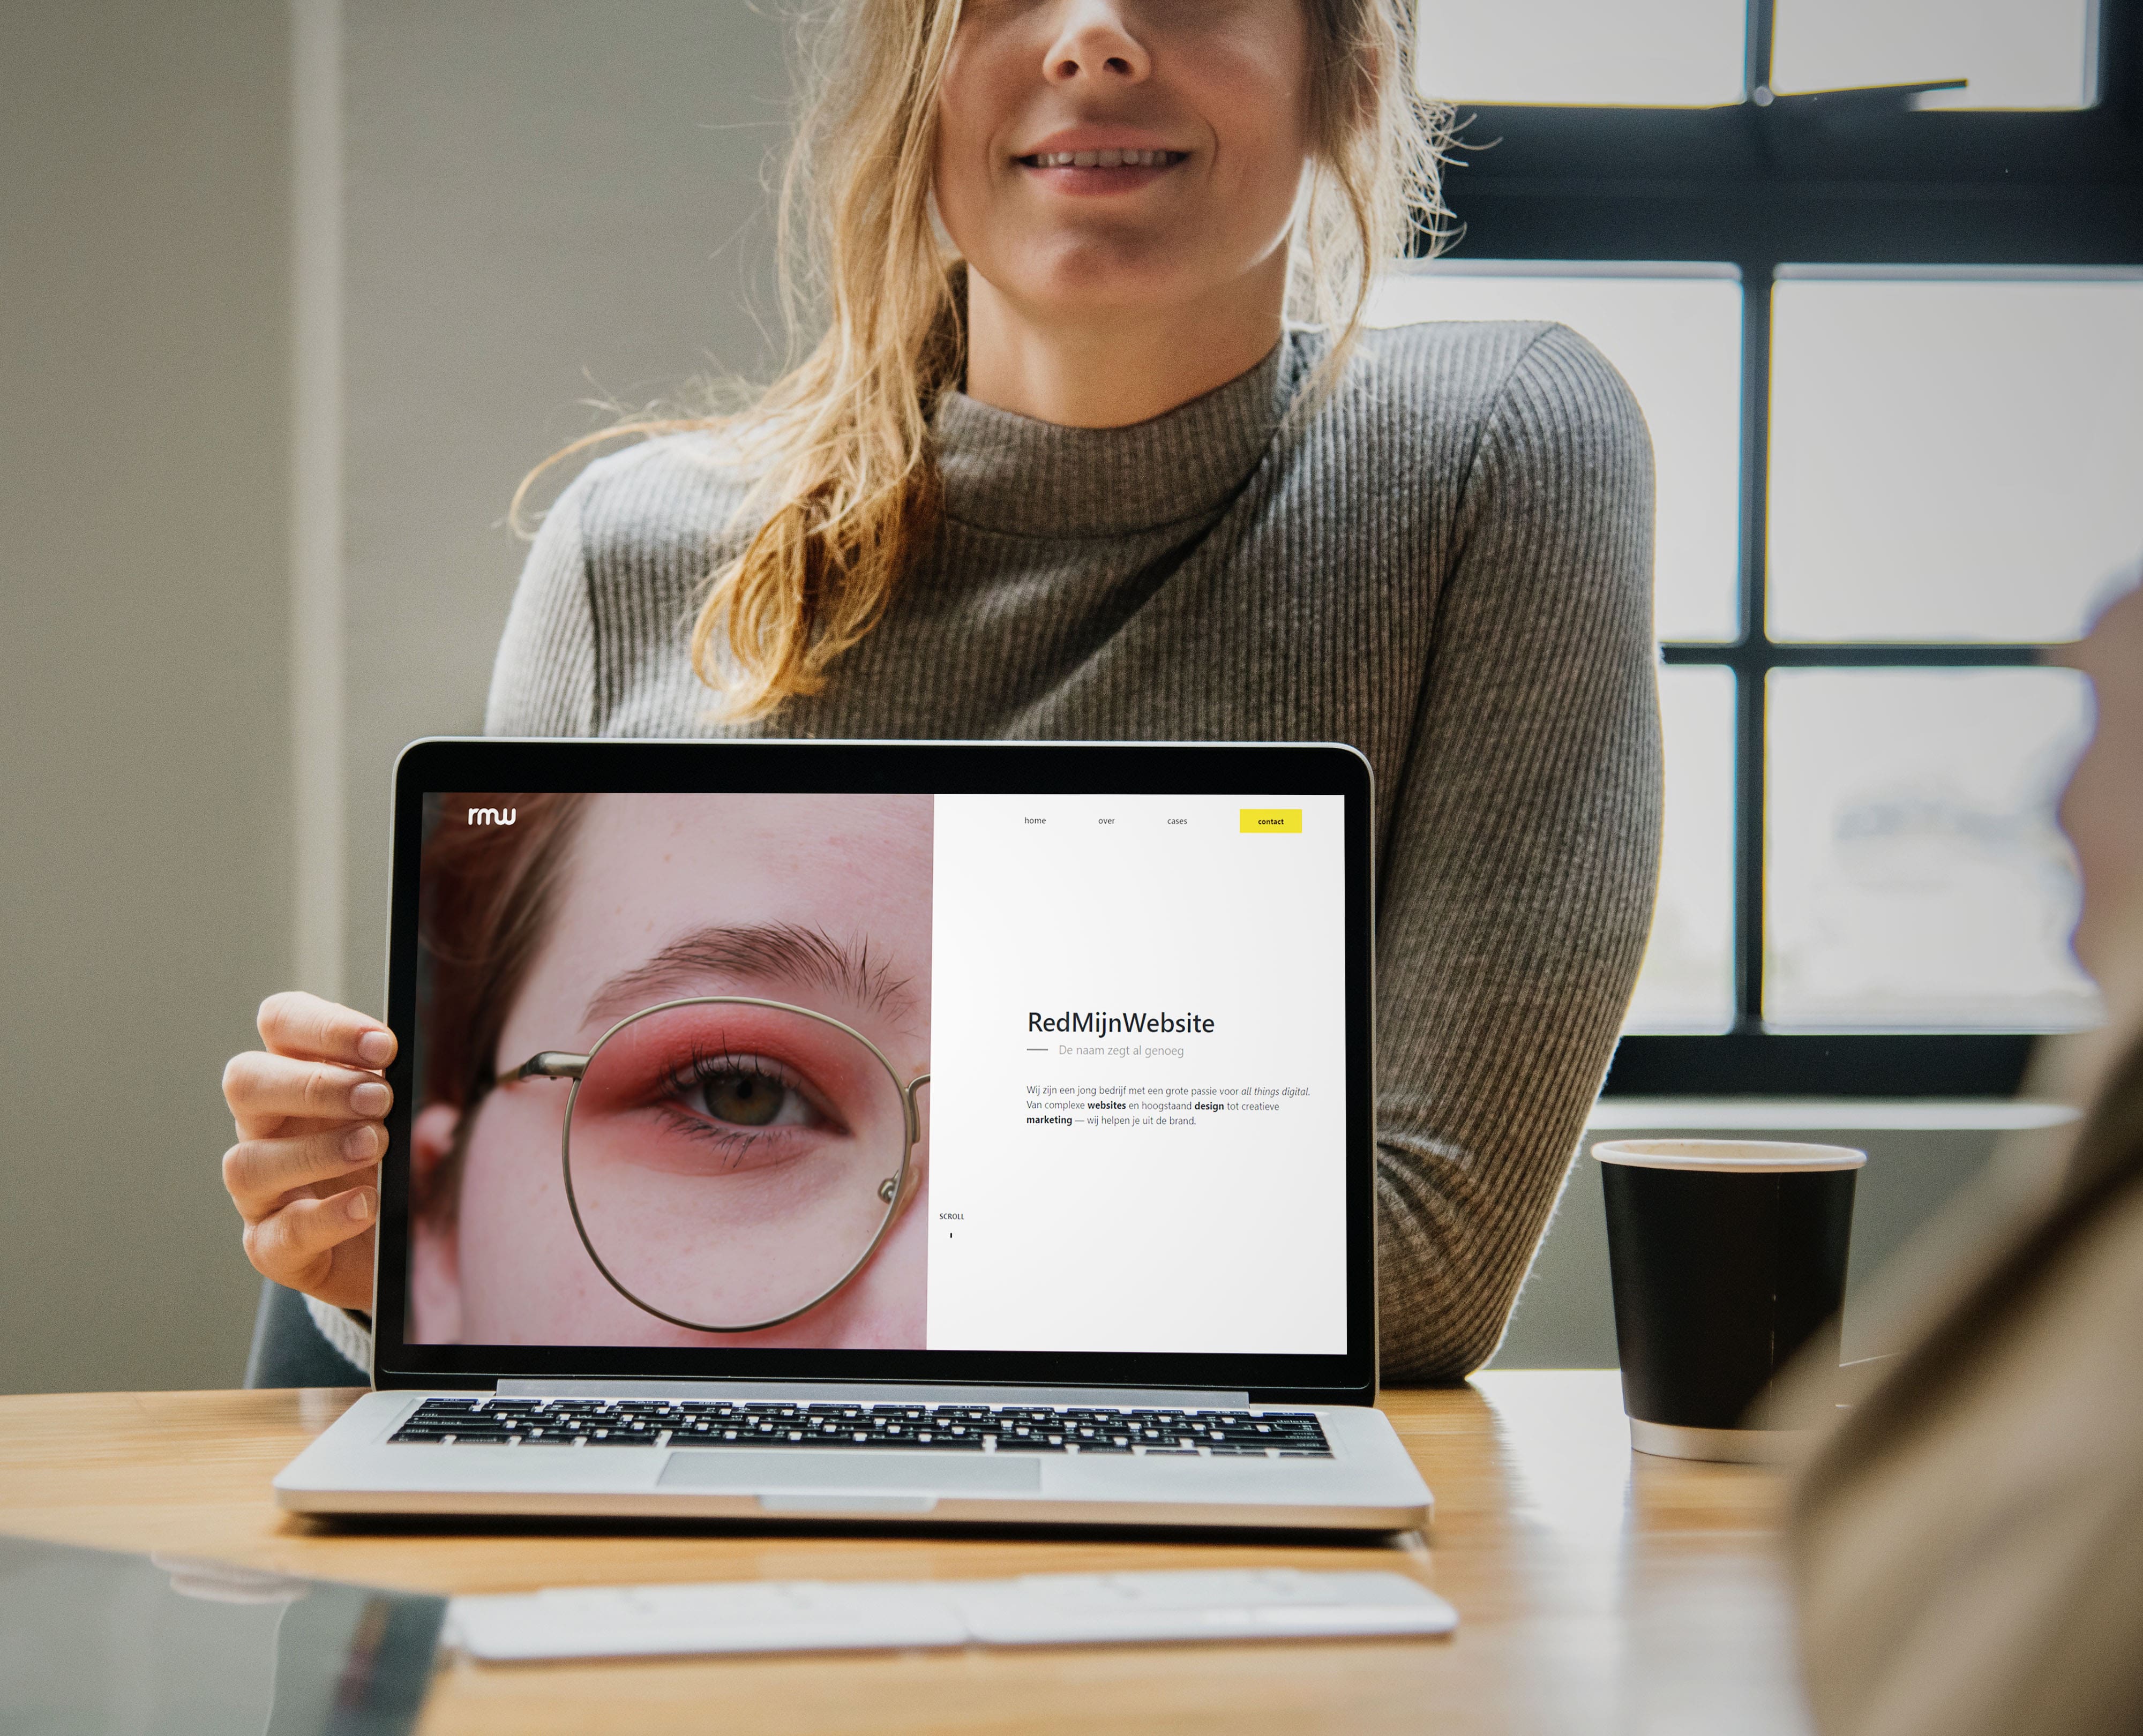 rmw
home over cases contact
RedMijnWebsite
De naam zegt al genoeg
Wij zijn een jong bedrijf met een grote passie voor all things digital.
Van complexe websites en hoogstaand design tot creatieve
marketing — wij helpen je uit de brand.
SCROLL